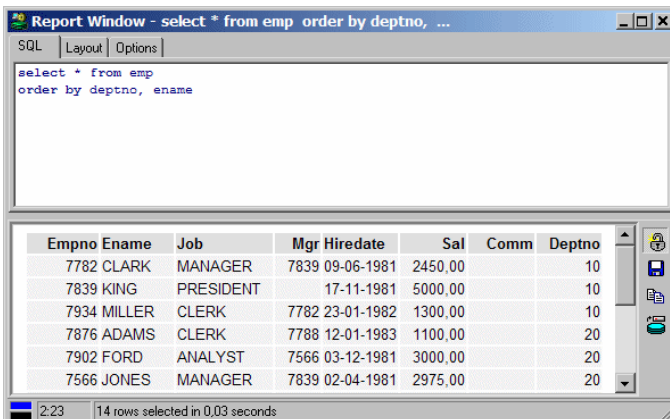 Report Window - select * from emp order by deptno, ...
SQL Layout Options
select * from emp
order by deptno, ename
Empno Ename Job Mgr Hiredate Sal Comm Deptno
7782 CLARK MANAGER 7839 09-06-1981 2450,00 10
7839 KING PRESIDENT 17-11-1981 5000,00 10
7934 MILLER CLERK 7782 23-01-1982 1300,00 10
7876 ADAMS CLERK 7788 12-01-1983 1100,00 20
7902 FORD ANALYST 7566 03-12-1981 3000,00 20
7566 JONES MANAGER 7839 02-04-1981 2975,00 20
2:23 14 rows selected in 0,03 seconds